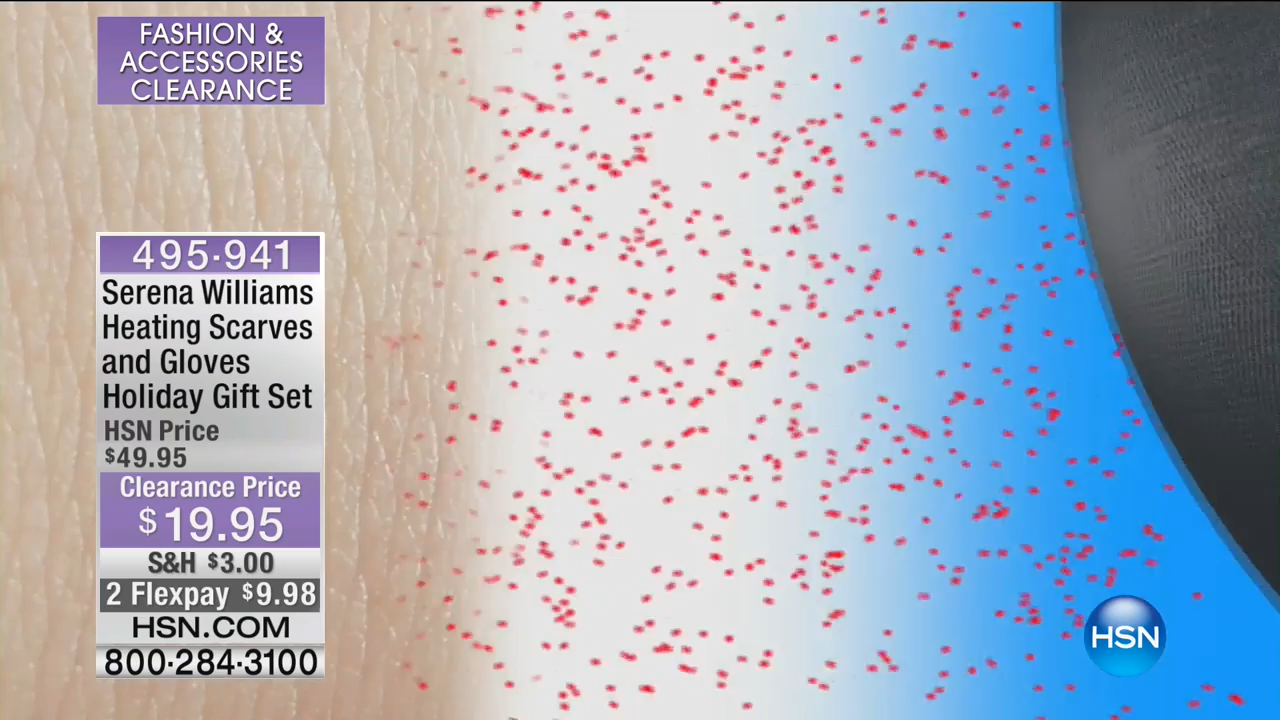 FASHION &
ACCESSORIES
CLEARANCE
495·941
Serena Williams
Heating Scarves
and Gloves
Holiday Gift Set
HSN Price
$49.95
Clearance Price
$19.95
S&H $3.00
2 Flexpay $9.98
HSN.COM
800·284·3100
HSN